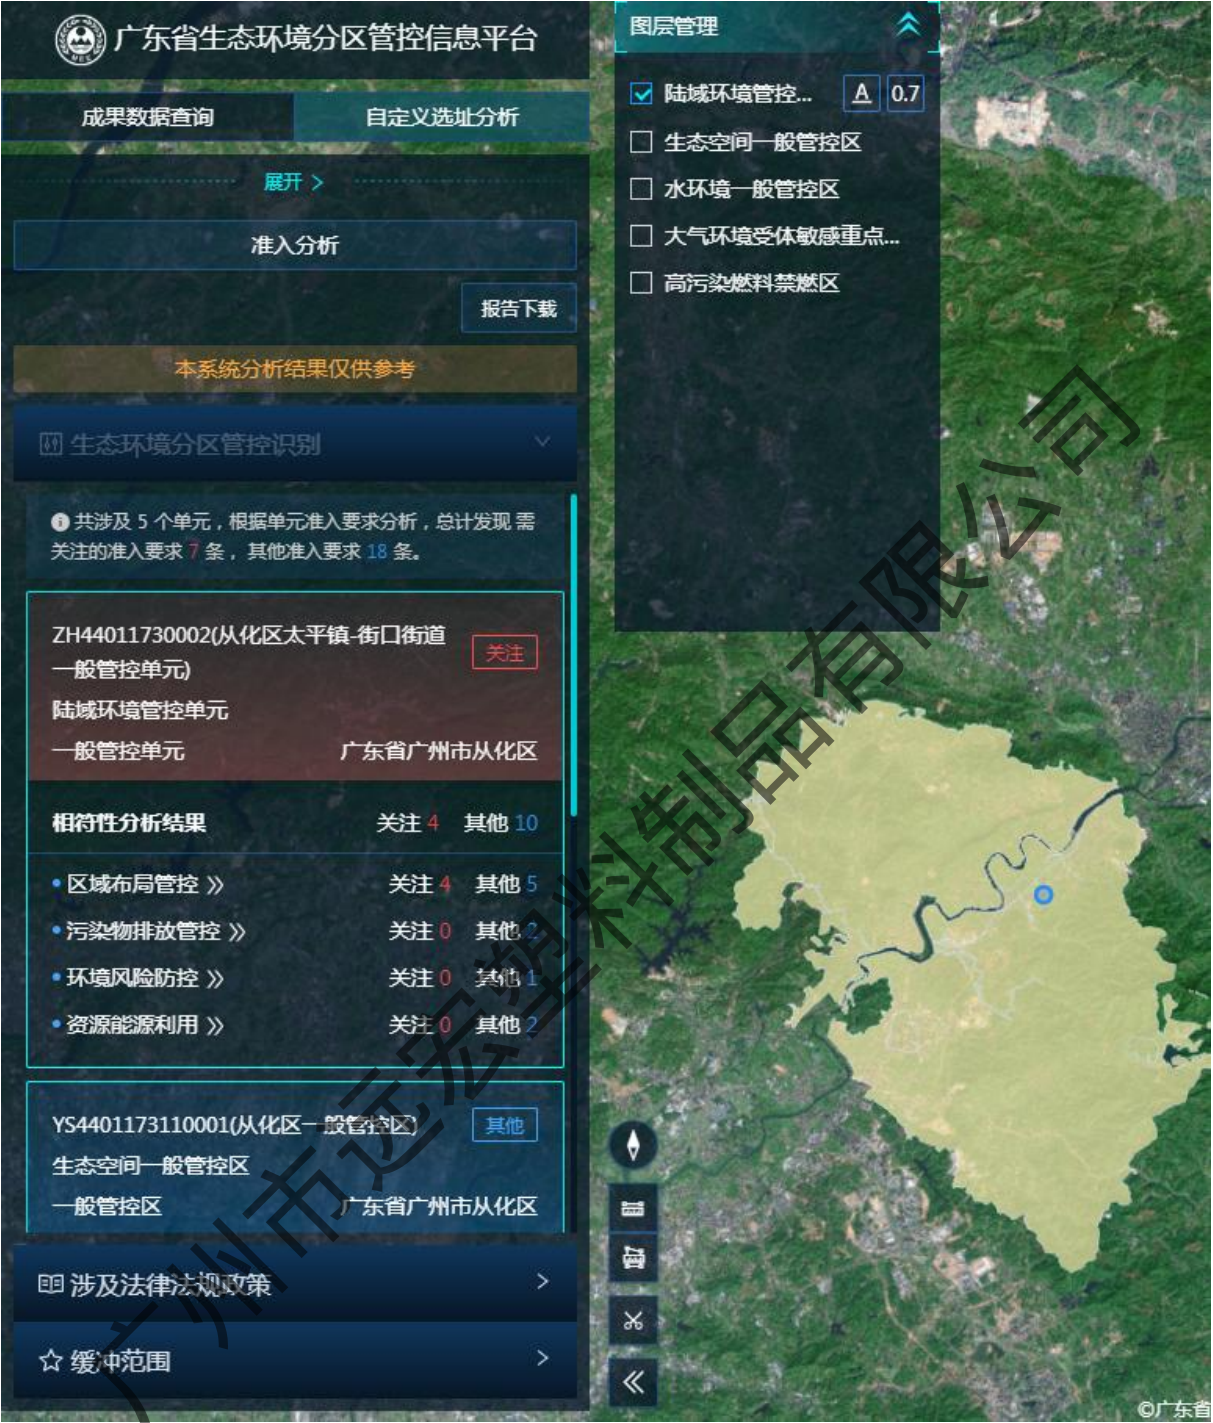 广东省生态环境分区管控信息平台
成果数据查询
自定义选址分析
展开 >
准入分析
报告下载
本系统分析结果仅供参考
生态环境分区管控识别
共涉及 5 个单元，根据单元准入要求分析，总计发现 需
关注的准入要求 7 条， 其他准入要求 18 条。
ZH44011730002(从化区太平镇-街口街道
一般管控单元)
关注
陆域环境管控单元
一般管控单元 广东省广州市从化区
相符性分析结果 关注 4 其他 10
区域布局管控 关注 4 其他 5
污染物排放管控 关注 0 其他 2
环境风险防控 关注 0 其他 1
资源能源利用 关注 0 其他 2
YS4401173110001(从化区一般管控区) 其他
生态空间一般管控区
一般管控区 广东省广州市从化区
涉及法律法规政策
缓冲范围
图层管理
陆域环境管控... A 0.7
生态空间一般管控区
水环境一般管控区
大气环境受体敏感重点...
高污染燃料禁燃区
广州市远宏塑料制品有限公司
©广东省